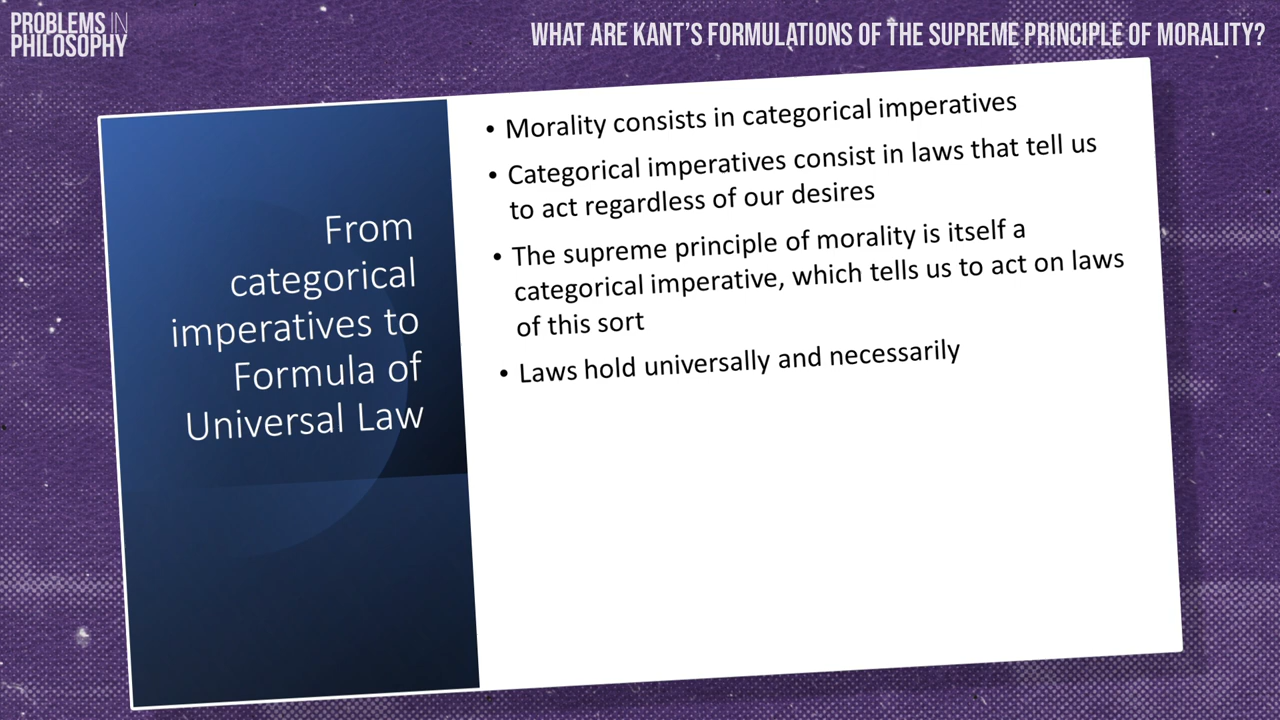 PROBLEMS IN
PHILOSOPHY
WHAT ARE KANT'S FORMULATIONS OF THE SUPREME PRINCIPLE OF MORALITY?
From
categorical
imperatives to
Formula of
Universal Law
• Morality consists in categorical imperatives
• Categorical imperatives consist in laws that tell us
to act regardless of our desires
• The supreme principle of morality is itself a
categorical imperative, which tells us to act on laws
of this sort
• Laws hold universally and necessarily